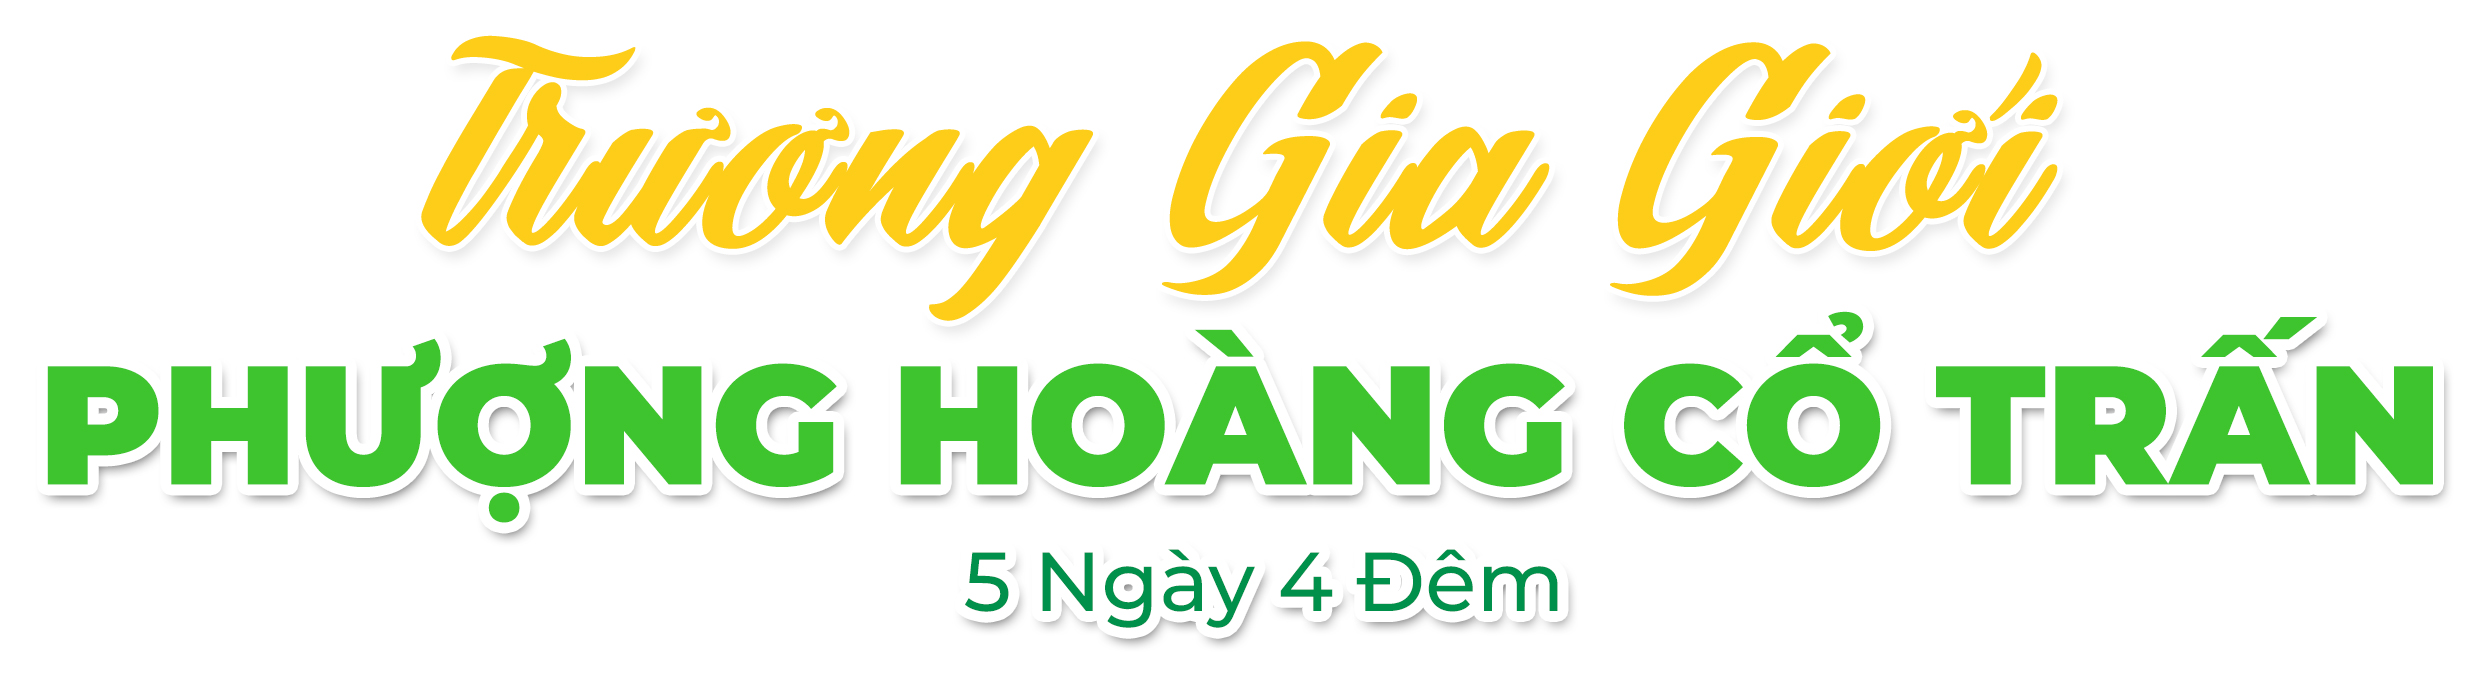 Trương Gia Giới
PHƯỢNG HOÀNG CỔ TRẤN
5 Ngày 4 Đêm